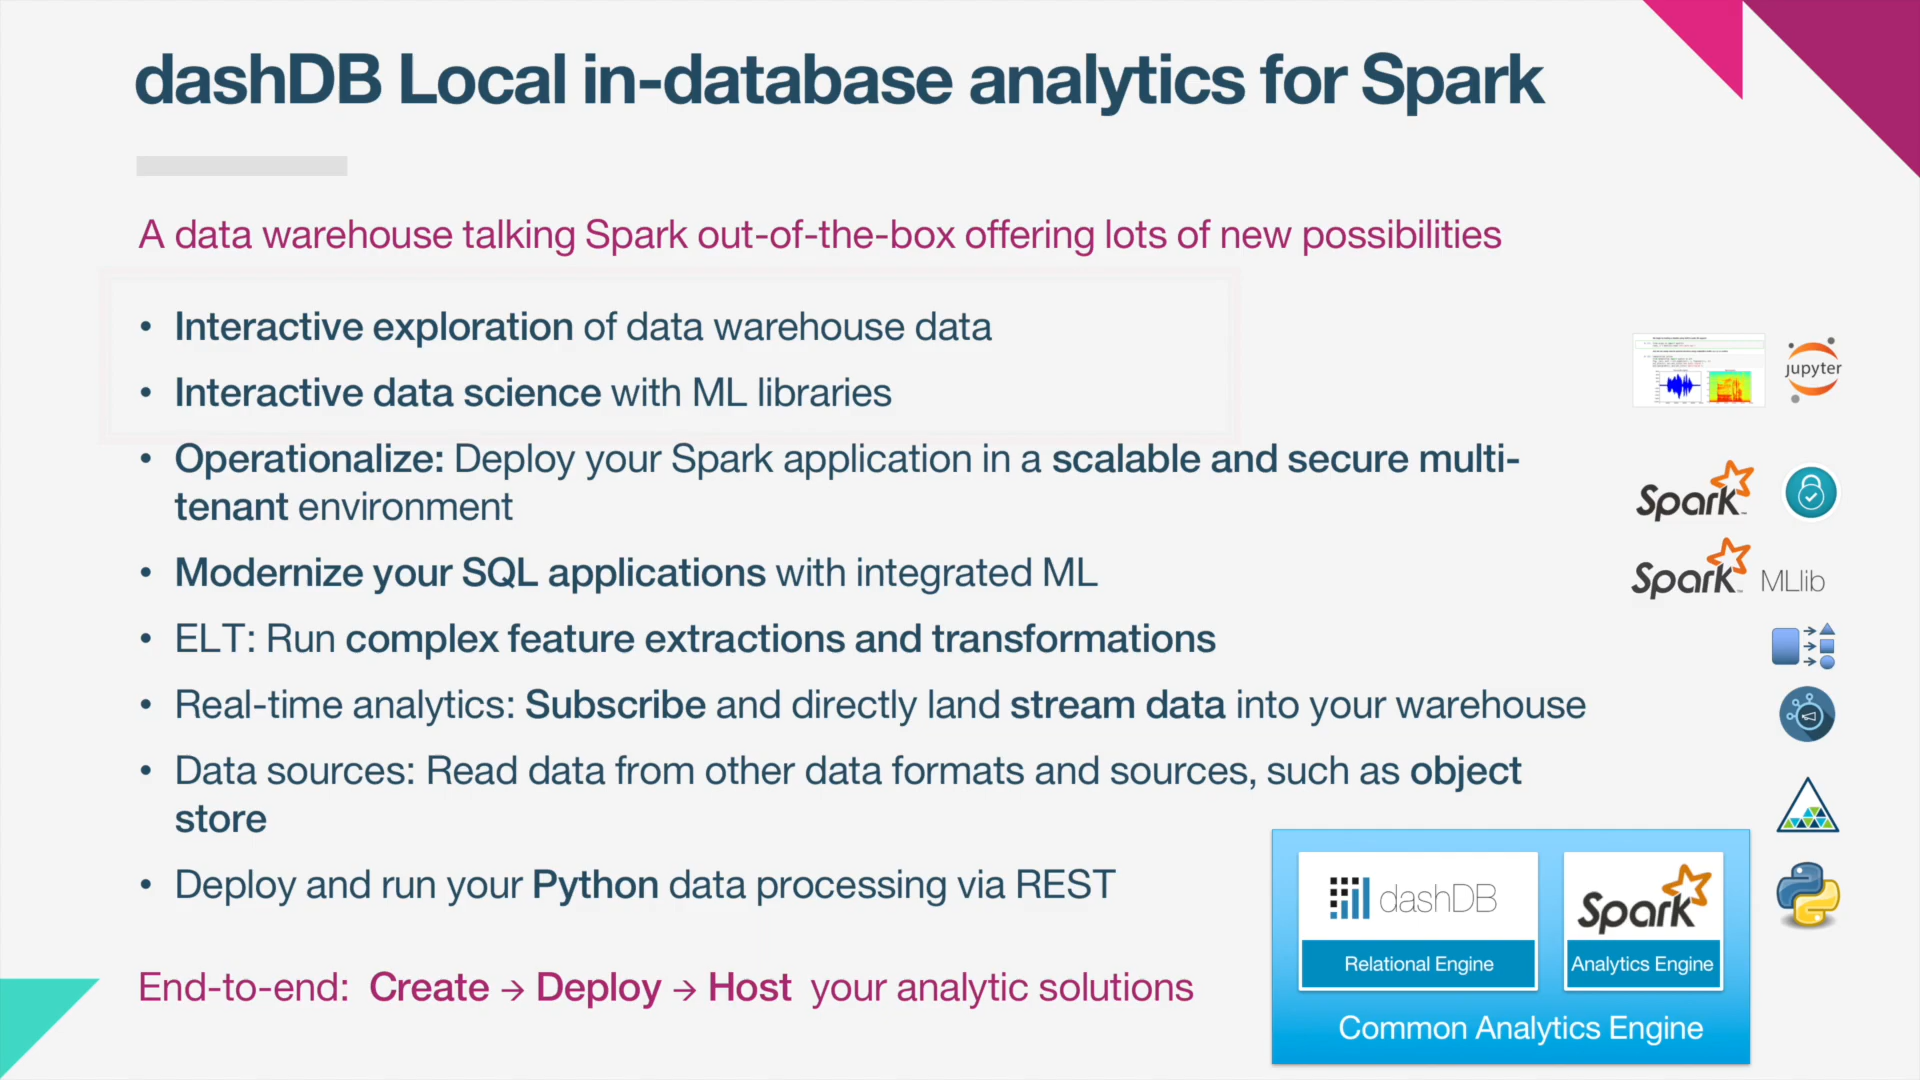 dashDB Local in-database analytics for Spark
A data warehouse talking Spark out-of-the-box offering lots of new possibilities
• Interactive exploration of data warehouse data
• Interactive data science with ML libraries
jupyter
• Operationalize: Deploy your Spark application in a scalable and secure multi-
tenant environment
Spark™
• Modernize your SQL applications with integrated ML
Spark™ MLlib
• ELT: Run complex feature extractions and transformations
• Real-time analytics: Subscribe and directly land stream data into your warehouse
• Data sources: Read data from other data formats and sources, such as object
store
• Deploy and run your Python data processing via REST
End-to-end: Create → Deploy → Host your analytic solutions
dashDB
Relational Engine
Spark
Analytics Engine
Common Analytics Engine